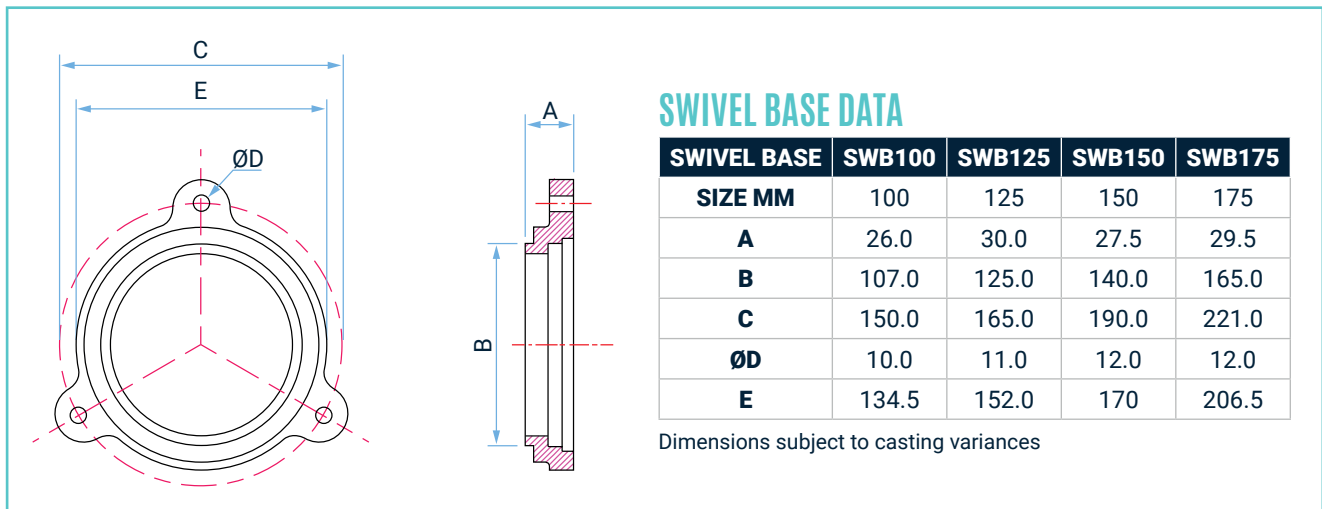 C
E
ØD
A
B
SWIVEL BASE DATA
SWIVEL BASE SWB100 SWB125 SWB150 SWB175
SIZE MM 100 125 150 175
A 26.0 30.0 27.5 29.5
B 107.0 125.0 140.0 165.0
C 150.0 165.0 190.0 221.0
ØD 10.0 11.0 12.0 12.0
E 134.5 152.0 170 206.5
Dimensions subject to casting variances